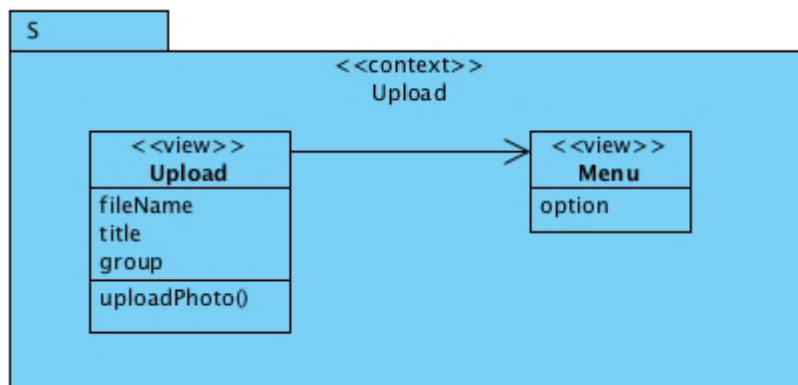 S
<<context>>
Upload
<<view>>
Upload
fileName
title
group
uploadPhoto()
<<view>>
Menu
option